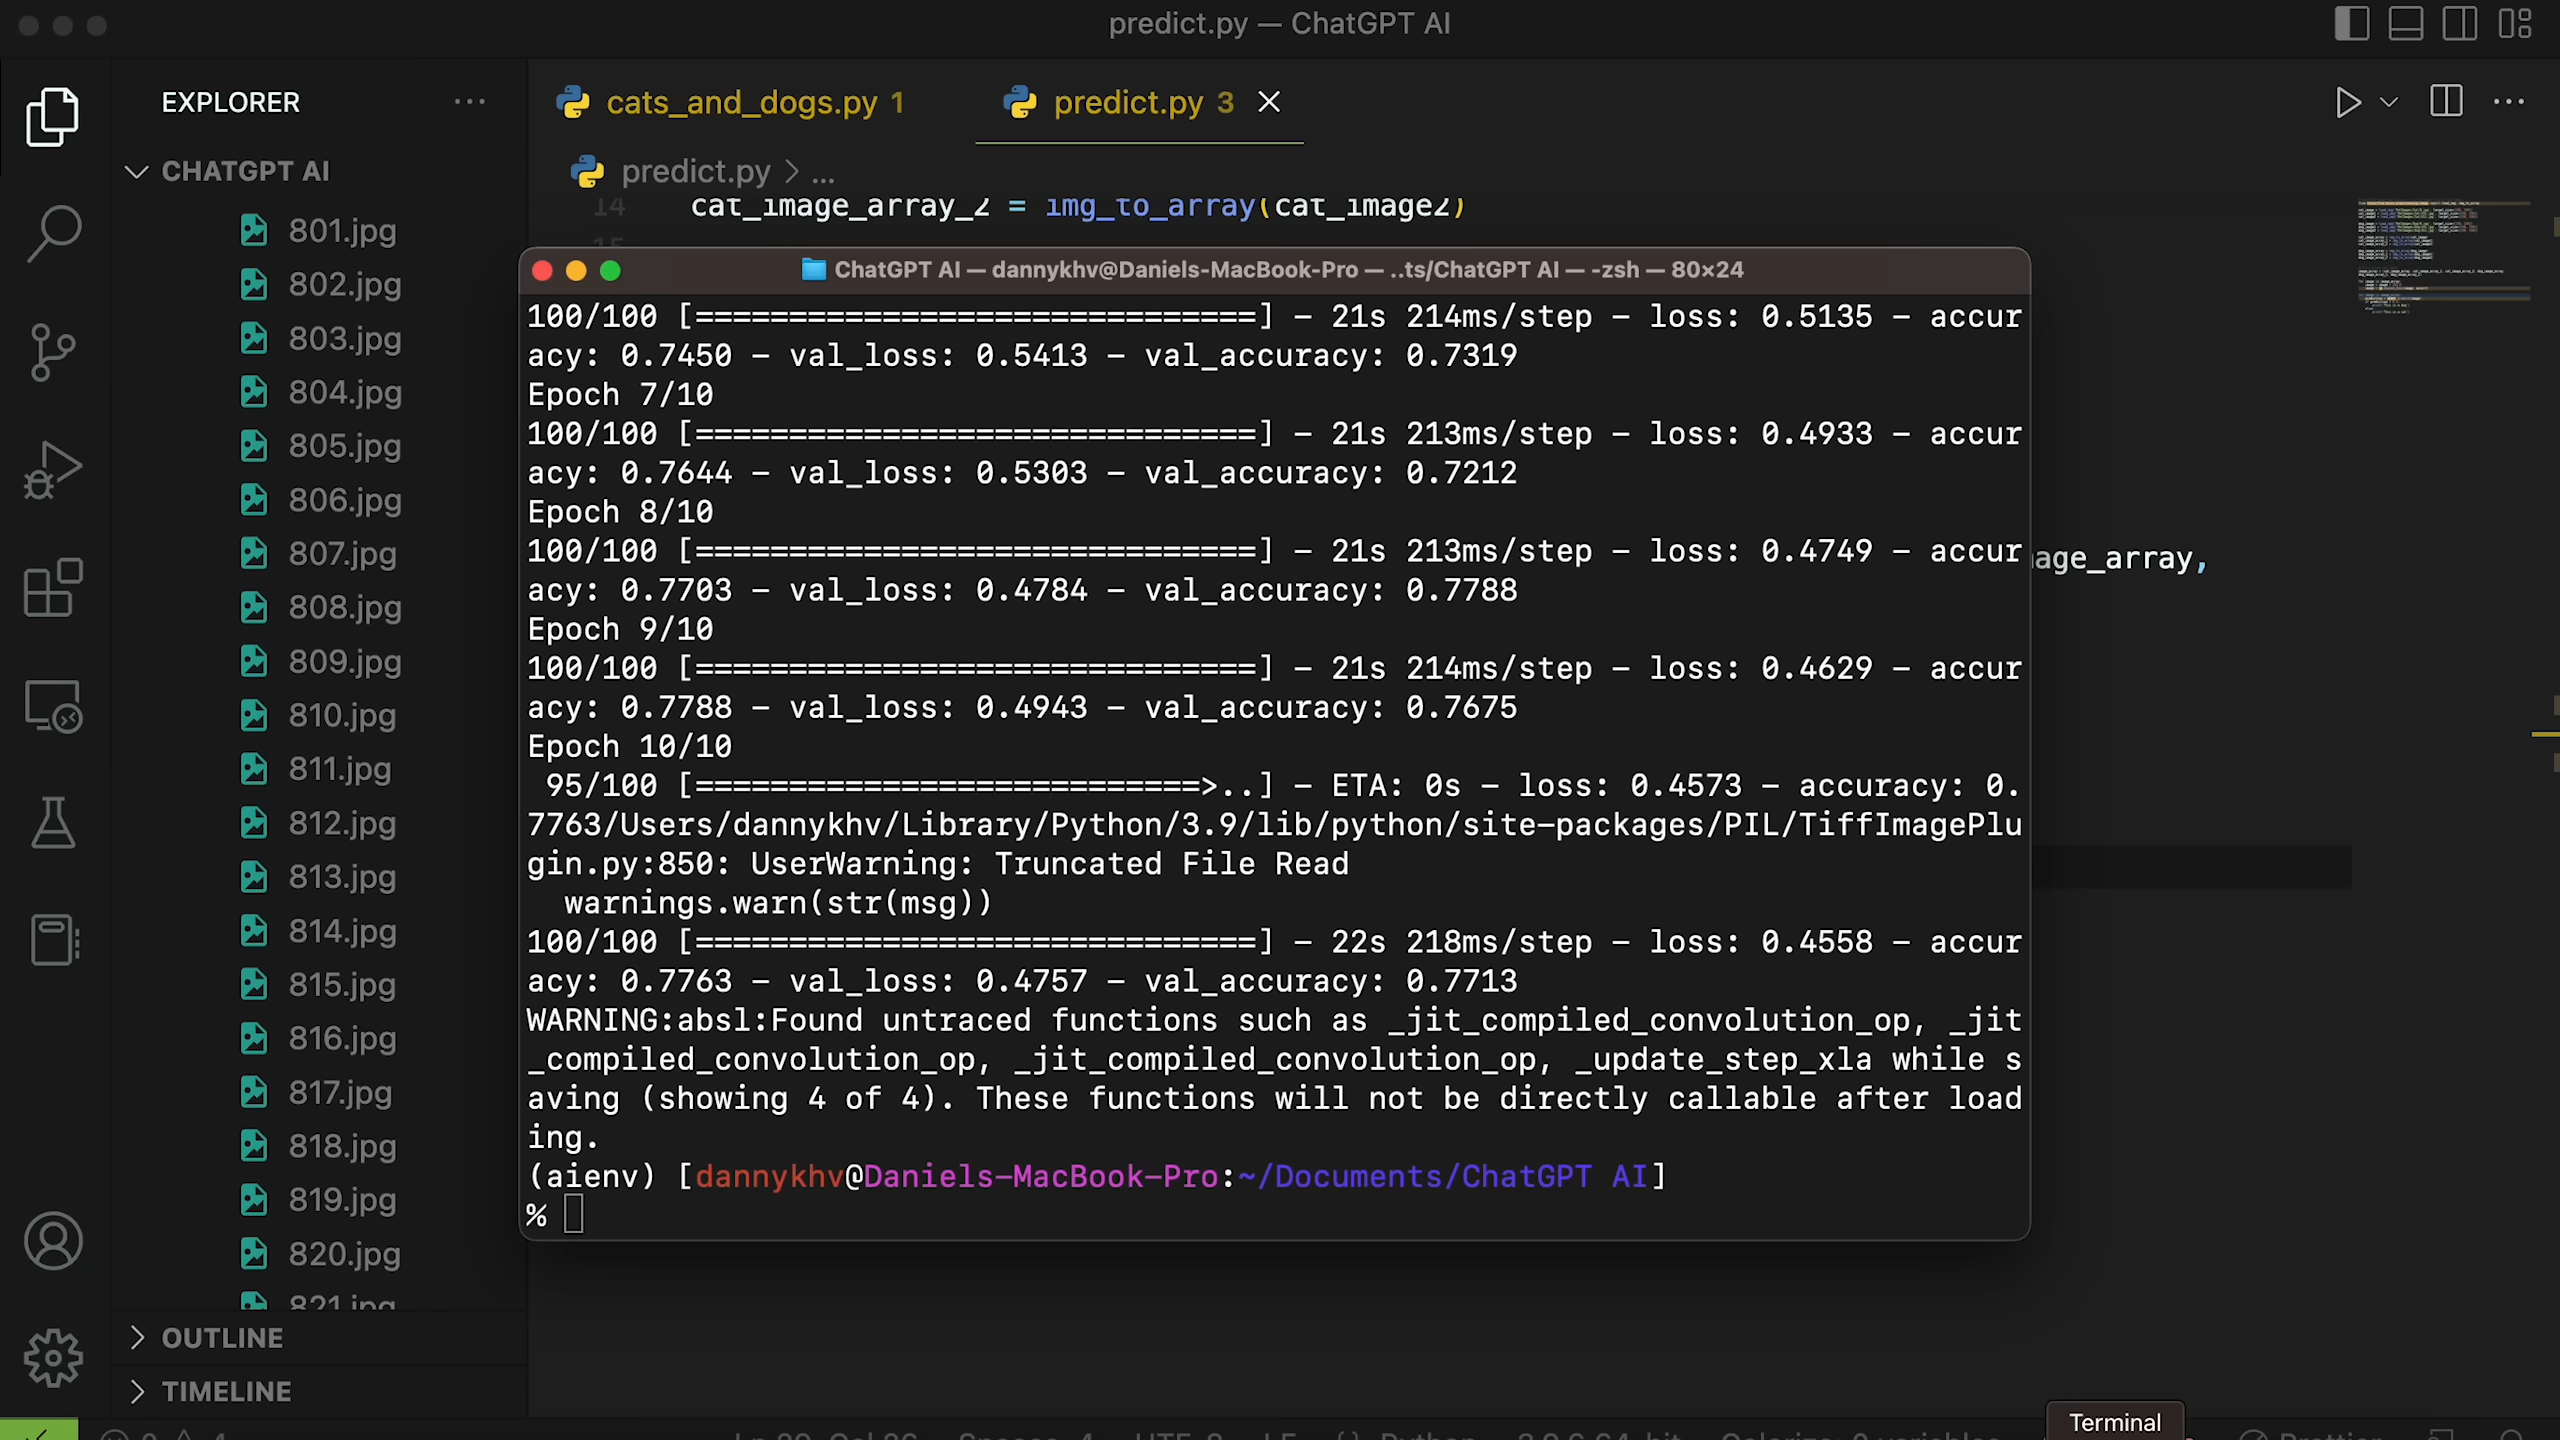 predict.py — ChatGPT AI
EXPLORER
cats_and_dogs.py 1
predict.py 3
CHATGPT AI
predict.py > ...
801.jpg
802.jpg
803.jpg
804.jpg
805.jpg
806.jpg
807.jpg
808.jpg
809.jpg
810.jpg
811.jpg
812.jpg
813.jpg
814.jpg
815.jpg
816.jpg
817.jpg
818.jpg
819.jpg
820.jpg
821.jpg
OUTLINE
TIMELINE
14 cat_image_array_2 = img_to_array(cat_image2)
15
age_array,
ChatGPT AI — dannykhv@Daniels-MacBook-Pro — ..ts/ChatGPT AI — -zsh — 80×24
100/100 [==============================] - 21s 214ms/step - loss: 0.5135 - accur
acy: 0.7450 - val_loss: 0.5413 - val_accuracy: 0.7319
Epoch 7/10
100/100 [==============================] - 21s 213ms/step - loss: 0.4933 - accur
acy: 0.7644 - val_loss: 0.5303 - val_accuracy: 0.7212
Epoch 8/10
100/100 [==============================] - 21s 213ms/step - loss: 0.4749 - accur
acy: 0.7703 - val_loss: 0.4784 - val_accuracy: 0.7788
Epoch 9/10
100/100 [==============================] - 21s 214ms/step - loss: 0.4629 - accur
acy: 0.7788 - val_loss: 0.4943 - val_accuracy: 0.7675
Epoch 10/10
95/100 [===========================>..] - ETA: 0s - loss: 0.4573 - accuracy: 0.
7763/Users/dannykhv/Library/Python/3.9/lib/python/site-packages/PIL/TiffImagePlu
gin.py:850: UserWarning: Truncated File Read
warnings.warn(str(msg))
100/100 [==============================] - 22s 218ms/step - loss: 0.4558 - accur
acy: 0.7763 - val_loss: 0.4757 - val_accuracy: 0.7713
WARNING:absl:Found untraced functions such as _jit_compiled_convolution_op, _jit
_compiled_convolution_op, _jit_compiled_convolution_op, _update_step_xla while s
aving (showing 4 of 4). These functions will not be directly callable after load
ing.
(aienv) [dannykhv@Daniels-MacBook-Pro:~/Documents/ChatGPT AI]
%
Terminal